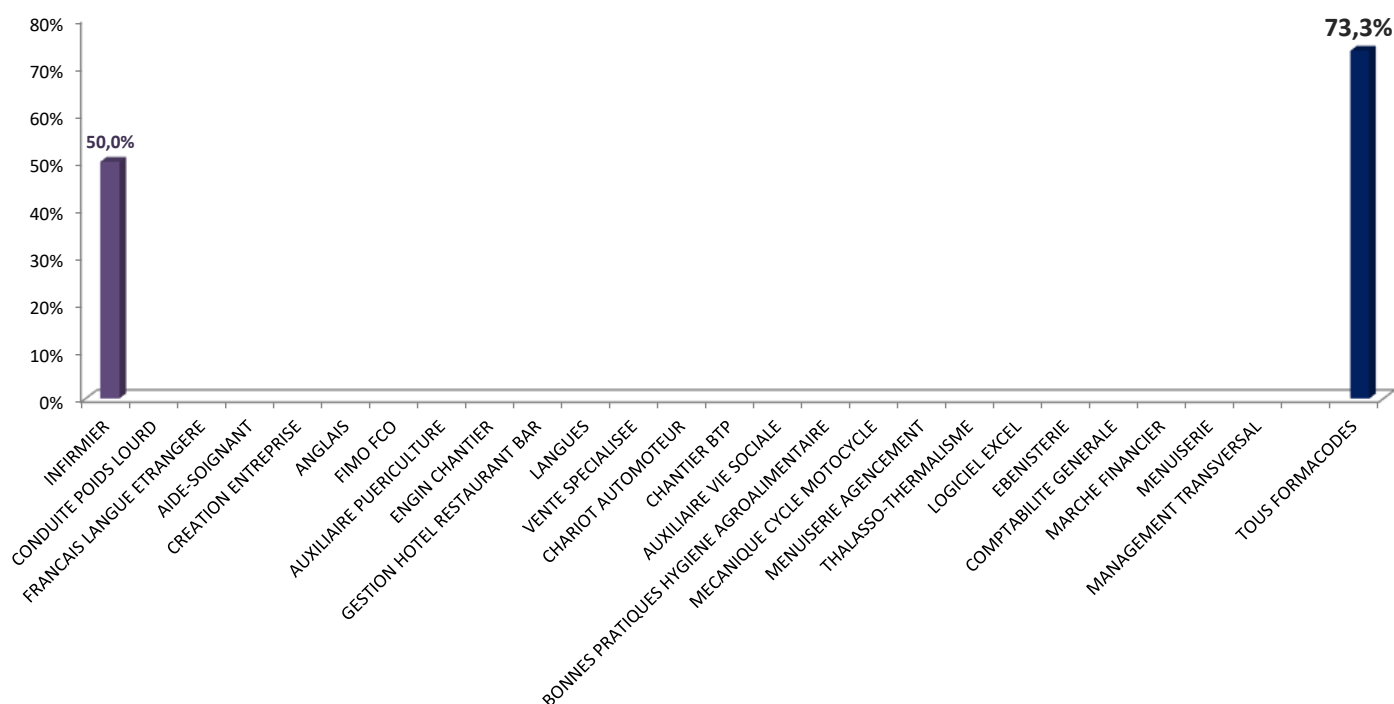 80%
73,3%
70%
60%
50,0%
50%
40%
30%
20%
10%
0%
INFIRMIER
CONDUITE POIDS LOURD
FRANCAIS LANGUE ETRANGERE
AIDE-SOIGNANT
CREATION ENTREPRISE
ANGLAIS
FIMO FCO
AUXILIAIRE PUERICULTURE
ENGIN CHANTIER
GESTION HOTEL RESTAURANT BAR
LANGUES
VENTE SPECIALISEE
CHARIOT AUTOMOTEUR
CHANTIER BTP
AUXILIAIRE VIE SOCIALE
BONNES PRATIQUES HYGIENE AGROALIMENTAIRE
MECANIQUE CYCLE MOTOCYCLE
MENUISERIE AGENCEMENT
THALASSO-THERMALISME
LOGICIEL EXCEL
EBENISTERIE
COMPTABILITE GENERALE
MARCHE FINANCIER
MENUISERIE
MANAGEMENT TRANSVERSAL
TOUS FORMACODES